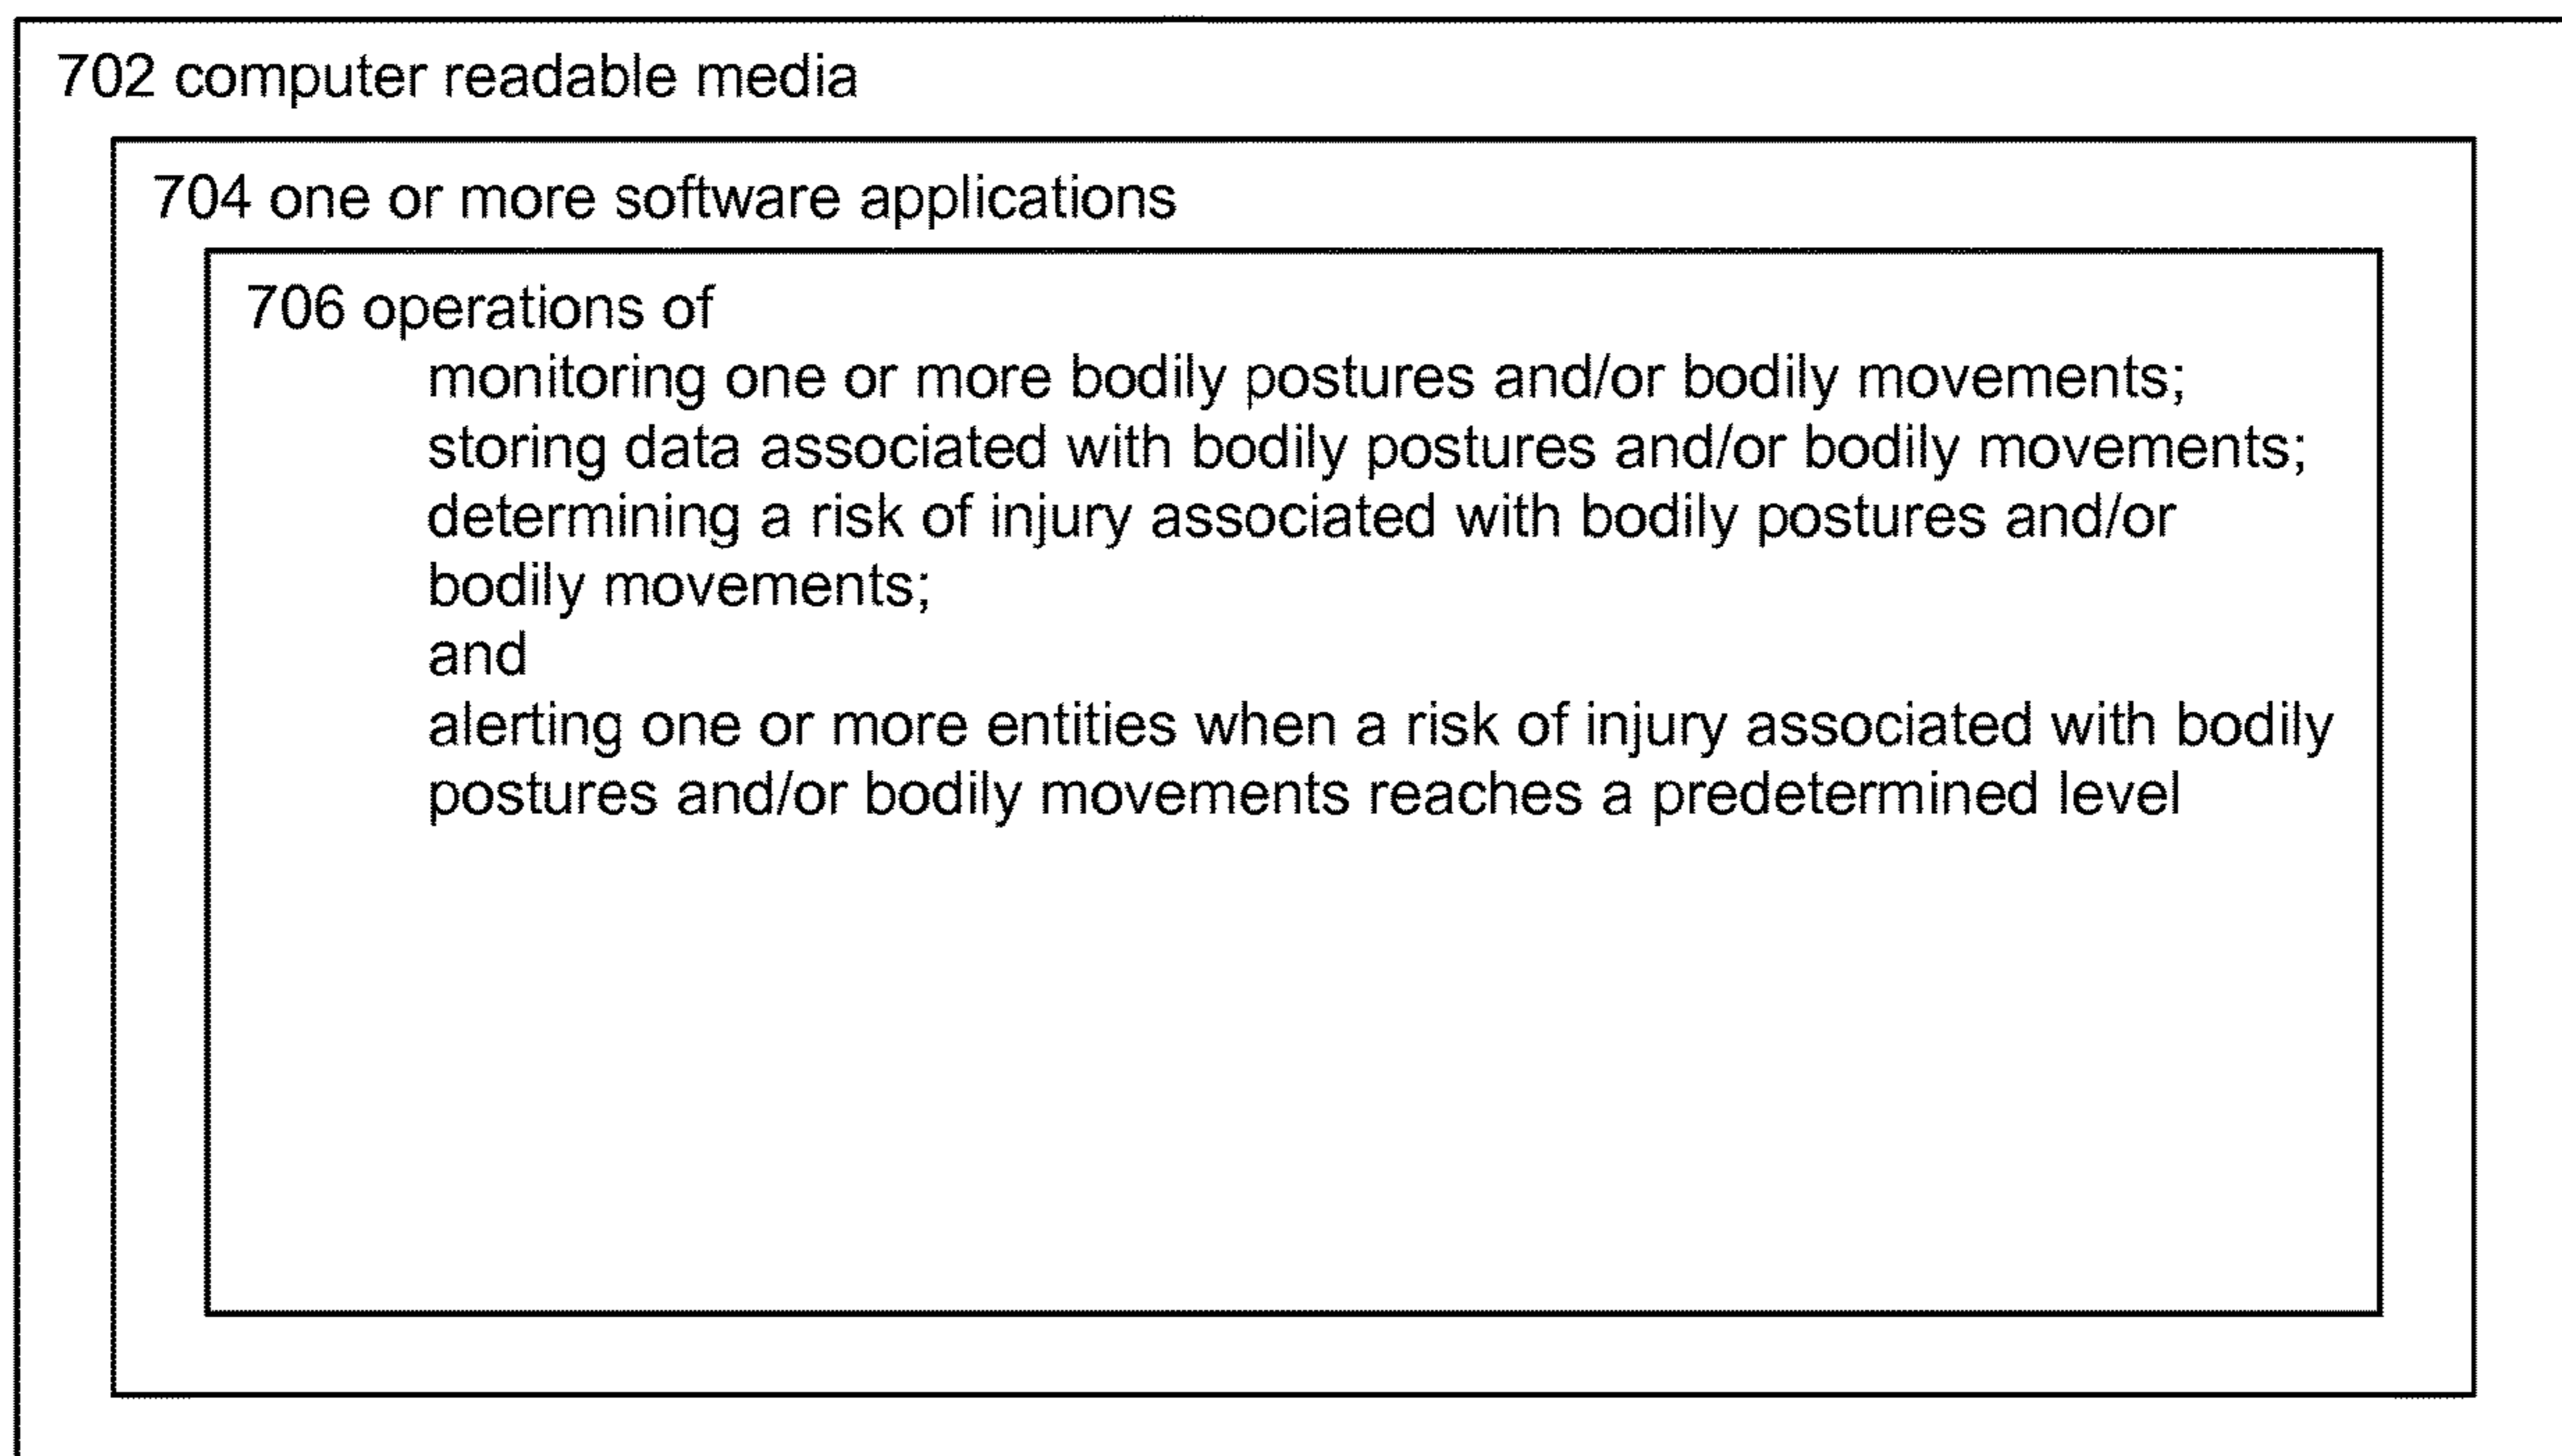 702 computer readable media
704 one or more software applications
706 operations of
monitoring one or more bodily postures and/or bodily movements;
storing data associated with bodily postures and/or bodily movements;
determining a risk of injury associated with bodily postures and/or
bodily movements;
and
alerting one or more entities when a risk of injury associated with bodily
postures and/or bodily movements reaches a predetermined level